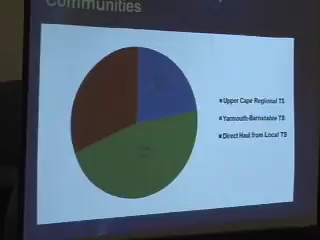 Communities
Upper Cape Regional TS
Yarmouth-Barnstable TS
Direct Haul from Local TS